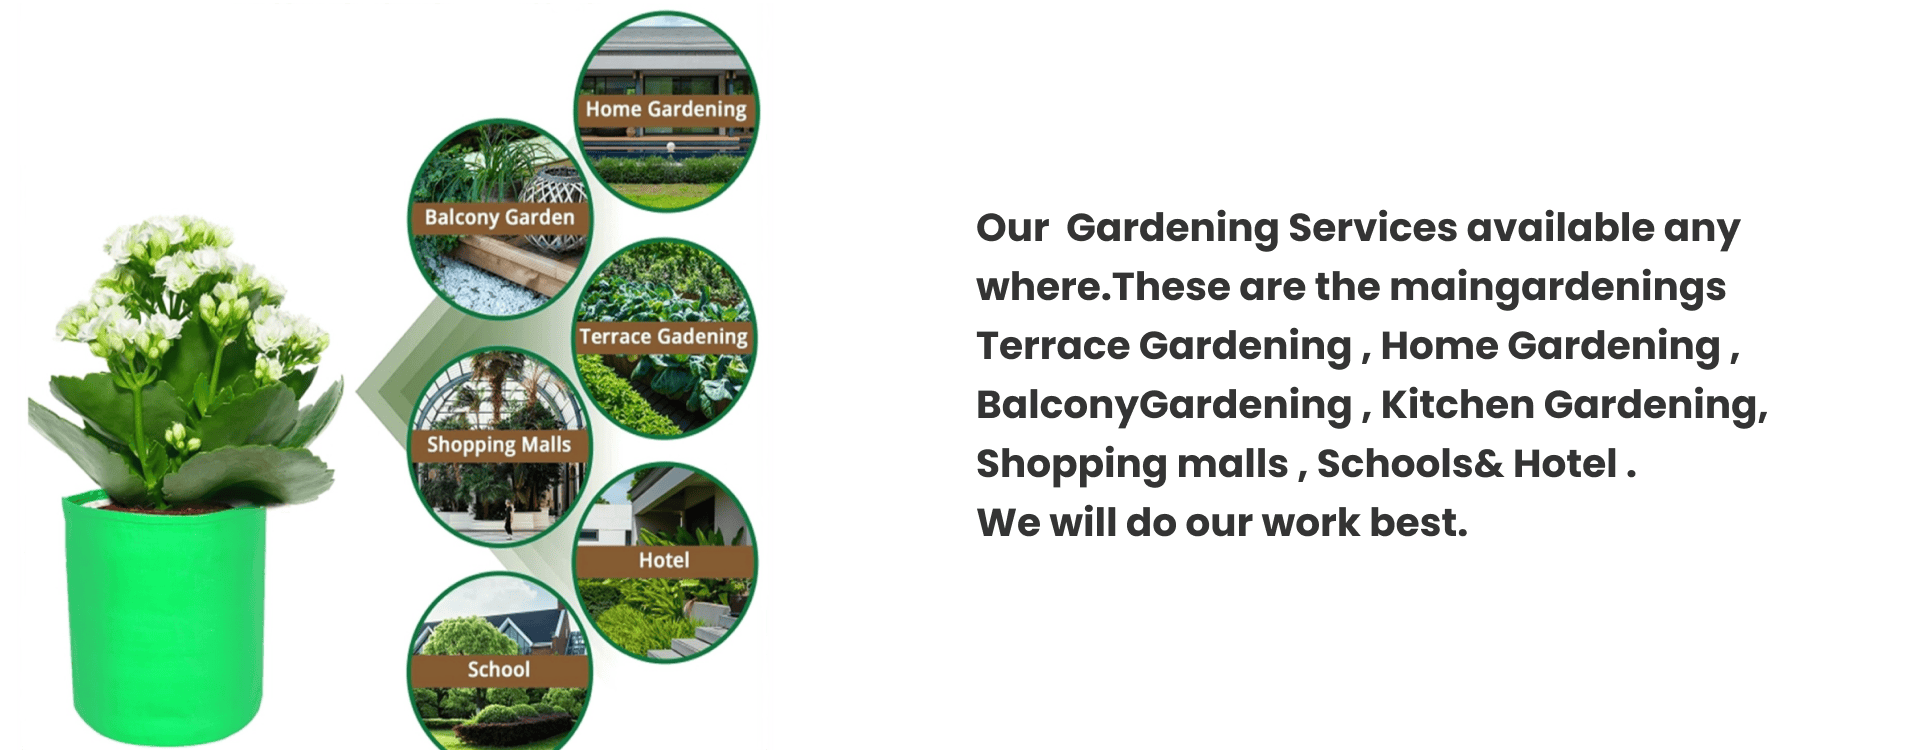 Home Gardening
Balcony Garden
Terrace Gadening
Shopping Malls
Hotel
School
Our  Gardening Services available any
where.These are the maingardenings
Terrace Gardening , Home Gardening ,
BalconyGardening , Kitchen Gardening,
Shopping malls , Schools& Hotel .
We will do our work best.